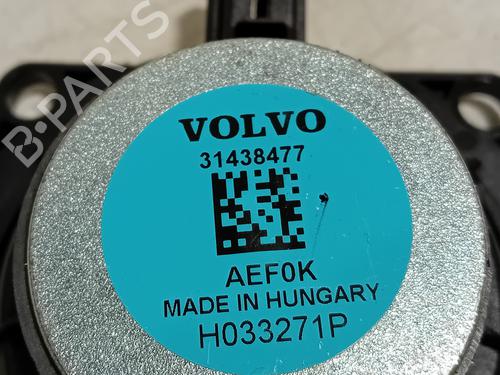 B-PARTS
VOLVO
31438477
AEF0K
MADE IN HUNGARY
H033271P